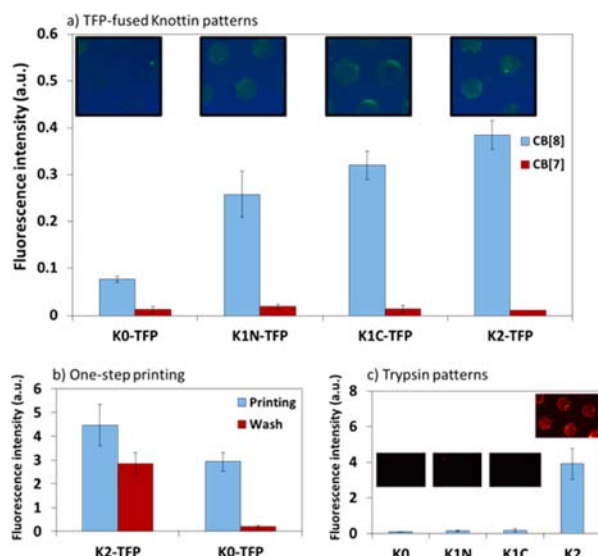 a) TFP-fused Knottin patterns
Fluorescence intensity (a.u.)
0.6
0.5
0.4
0.3
0.2
0.1
0
CB[8]
CB[7]
K0-TFP
K1N-TFP
K1C-TFP
K2-TFP
b) One-step printing
Fluorescence intensity (a.u.)
6
5
4
3
2
1
0
Printing
Wash
K2-TFP
K0-TFP
c) Trypsin patterns
Fluorescence intensity (a.u.)
8
6
4
2
0
K0
K1N
K1C
K2